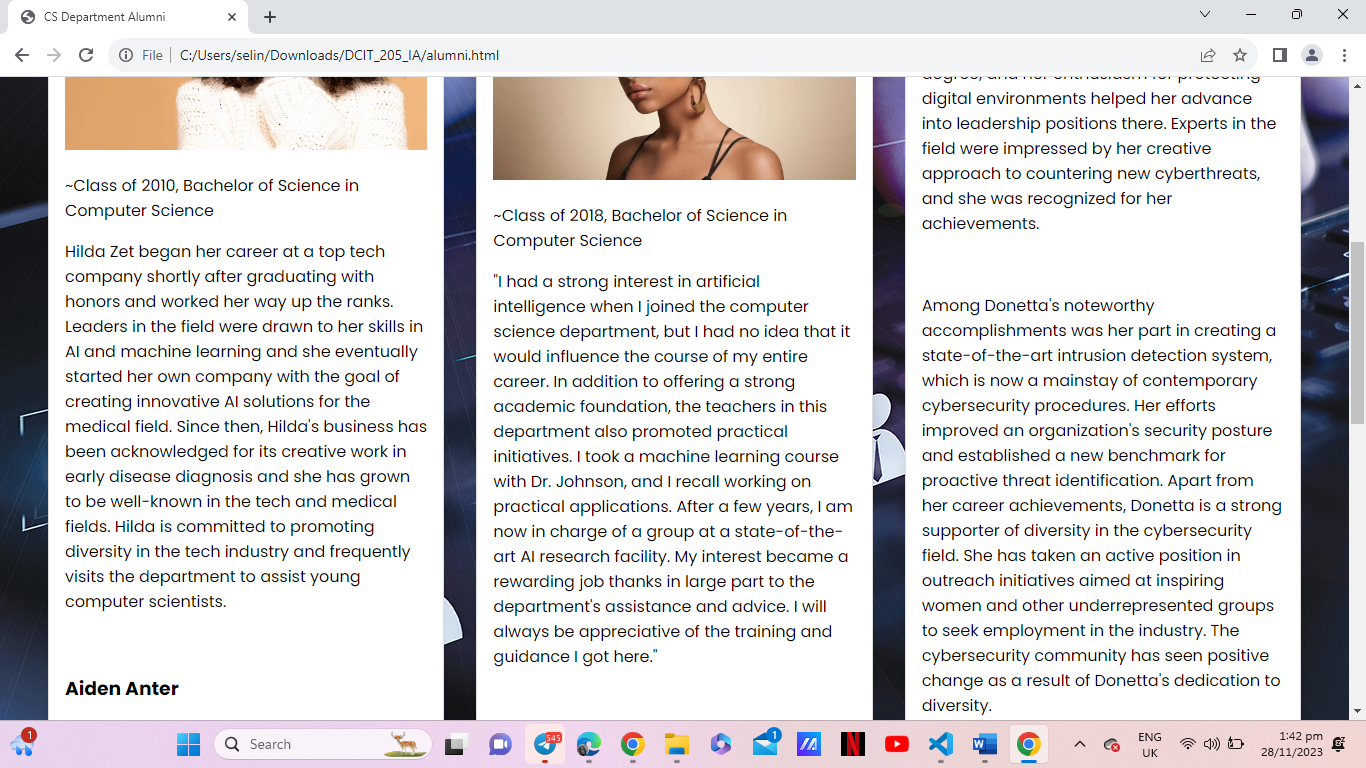 CS Department Alumni
File
C:/Users/selin/Downloads/DCIT_205_IA/alumni.html
~Class of 2010, Bachelor of Science in
Computer Science
Hilda Zet began her career at a top tech
company shortly after graduating with
honors and worked her way up the ranks.
Leaders in the field were drawn to her skills in
AI and machine learning and she eventually
started her own company with the goal of
creating innovative AI solutions for the
medical field. Since then, Hilda's business has
been acknowledged for its creative work in
early disease diagnosis and she has grown
to be well-known in the tech and medical
fields. Hilda is committed to promoting
diversity in the tech industry and frequently
visits the department to assist young
computer scientists.
Aiden Anter
~Class of 2018, Bachelor of Science in
Computer Science
"I had a strong interest in artificial
intelligence when I joined the computer
science department, but I had no idea that it
would influence the course of my entire
career. In addition to offering a strong
academic foundation, the teachers in this
department also promoted practical
initiatives. I took a machine learning course
with Dr. Johnson, and I recall working on
practical applications. After a few years, I am
now in charge of a group at a state-of-the-
art AI research facility. My interest became a
rewarding job thanks in large part to the
department's assistance and advice. I will
always be appreciative of the training and
guidance I got here."
degree, and her enthusiasm for protecting
digital environments helped her advance
into leadership positions there. Experts in the
field were impressed by her creative
approach to countering new cyberthreats,
and she was recognized for her
achievements.
Among Donetta's noteworthy
accomplishments was her part in creating a
state-of-the-art intrusion detection system,
which is now a mainstay of contemporary
cybersecurity procedures. Her efforts
improved an organization's security posture
and established a new benchmark for
proactive threat identification. Apart from
her career achievements, Donetta is a strong
supporter of diversity in the cybersecurity
field. She has taken an active position in
outreach initiatives aimed at inspiring
women and other underrepresented groups
to seek employment in the industry. The
cybersecurity community has seen positive
change as a result of Donetta's dedication to
diversity.
1
Search
545
1
ENG
UK
1:42 pm
28/11/2023